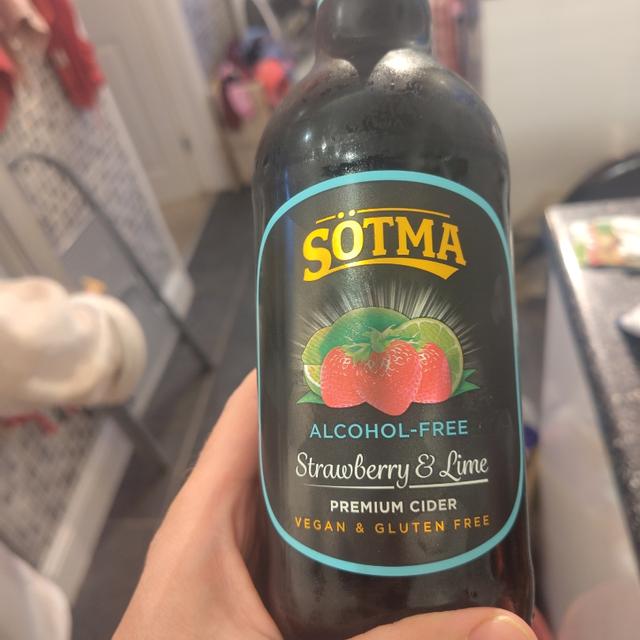 SÖTMA
ALCOHOL-FREE
Strawberry & Lime
PREMIUM CIDER
VEGAN & GLUTEN FREE